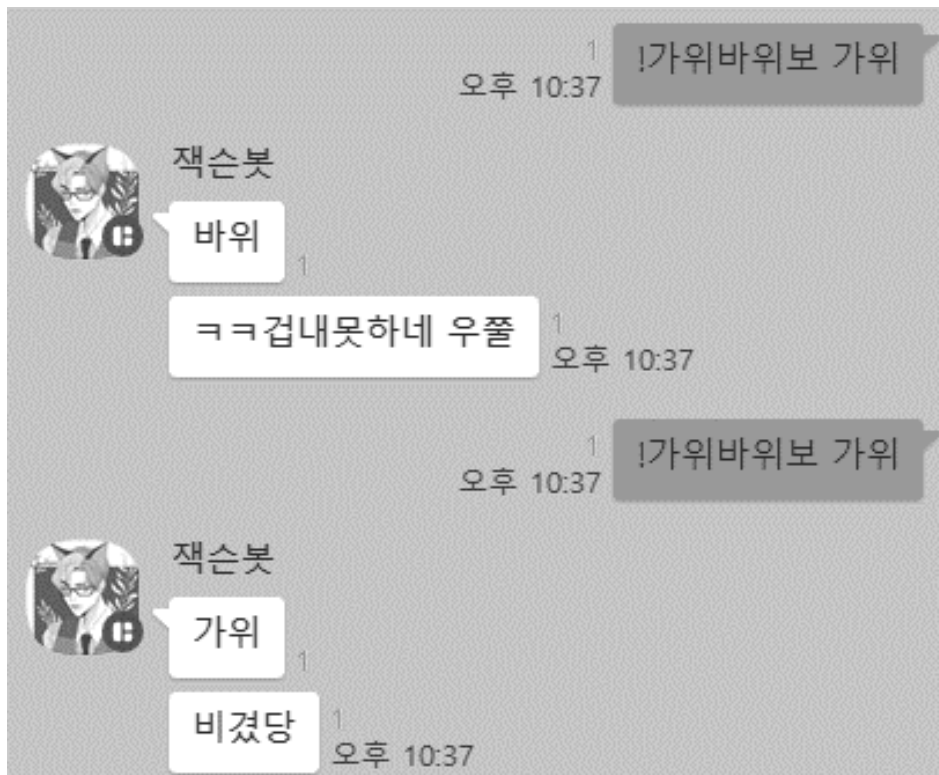 !가위바위보 가위
1
오후 10:37
잭슨봇
바위
1
ㅋㅋ겁내못하네 우쭐
1
오후 10:37
!가위바위보 가위
1
오후 10:37
잭슨봇
가위
1
비겼당
1
오후 10:37